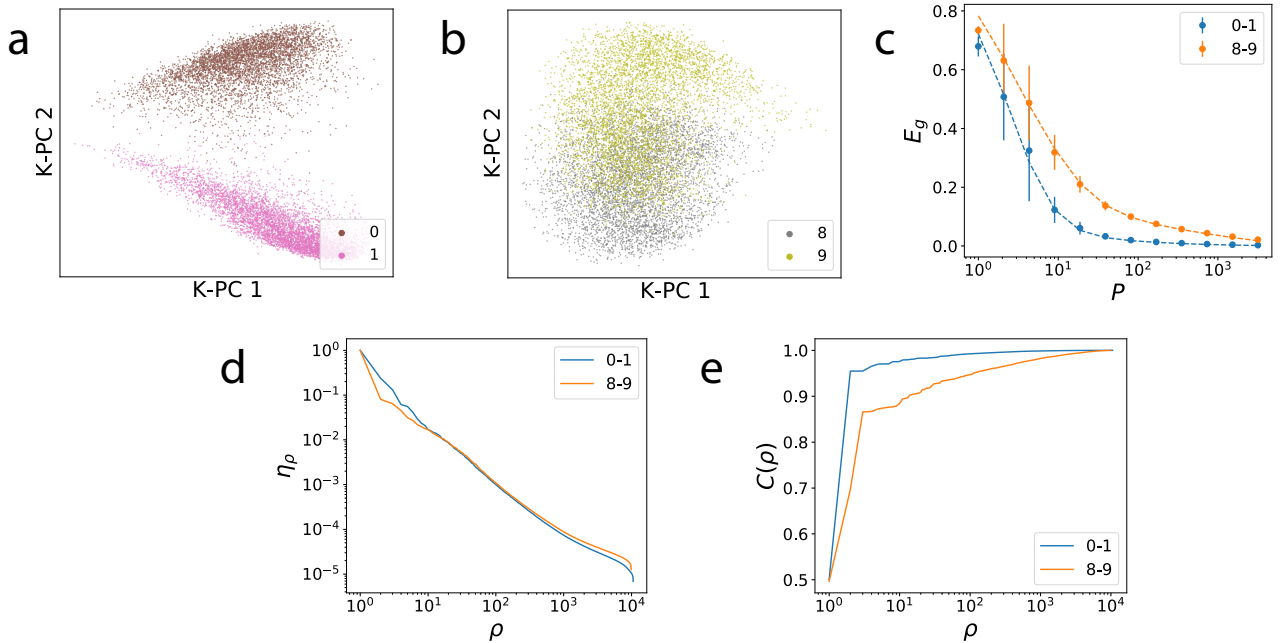 a
K-PC 2
K-PC 1
0
1
b
K-PC 2
K-PC 1
8
9
c
E_g
0.8
0.6
0.4
0.2
0.0
10^0
10^1
10^2
10^3
P
0-1
8-9
d
η_ρ
10^0
10^-1
10^-2
10^-3
10^-4
10^-5
10^0
10^1
10^2
10^3
10^4
ρ
0-1
8-9
e
C(ρ)
1.0
0.9
0.8
0.7
0.6
0.5
10^0
10^1
10^2
10^3
10^4
ρ
0-1
8-9